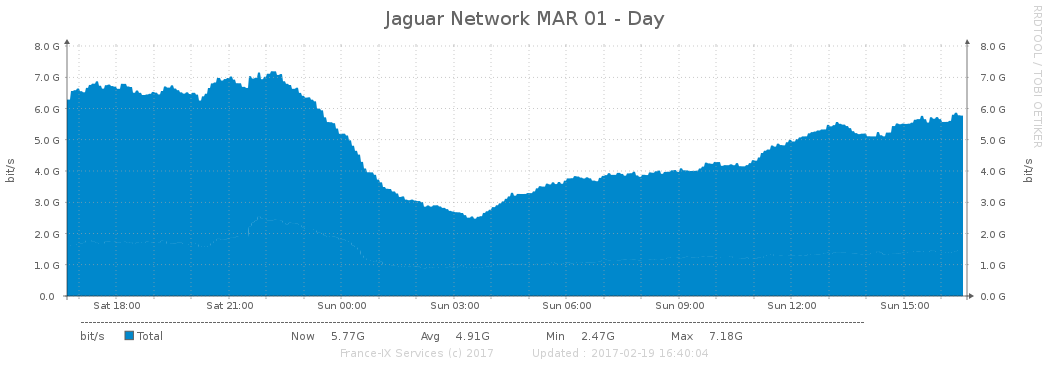 Jaguar Network MAR 01 - Day
RRDTOOL / TOBI OETIKER
bit/s
8.0 G 8.0 G
7.0 G 7.0 G
6.0 G 6.0 G
5.0 G 5.0 G
4.0 G 4.0 G
3.0 G 3.0 G
2.0 G 2.0 G
1.0 G 1.0 G
0.0 0.0 G
bit/s
Sat 18:00 Sat 21:00 Sun 00:00 Sun 03:00 Sun 06:00 Sun 09:00 Sun 12:00 Sun 15:00
bit/s Total Now 5.77G Avg 4.91G Min 2.47G Max 7.18G
France-IX Services (c) 2017 Updated : 2017-02-19 16:40:04